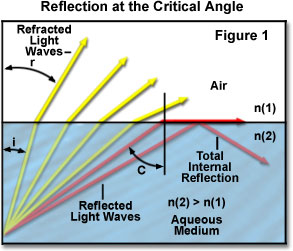 Reflection at the Critical Angle
Refracted
Light
Waves –
r
Figure 1
Air
n(1)
n(2)
i
C
Total
Internal
Reflection
Reflected
Light Waves
n(2) > n(1)
Aqueous
Medium